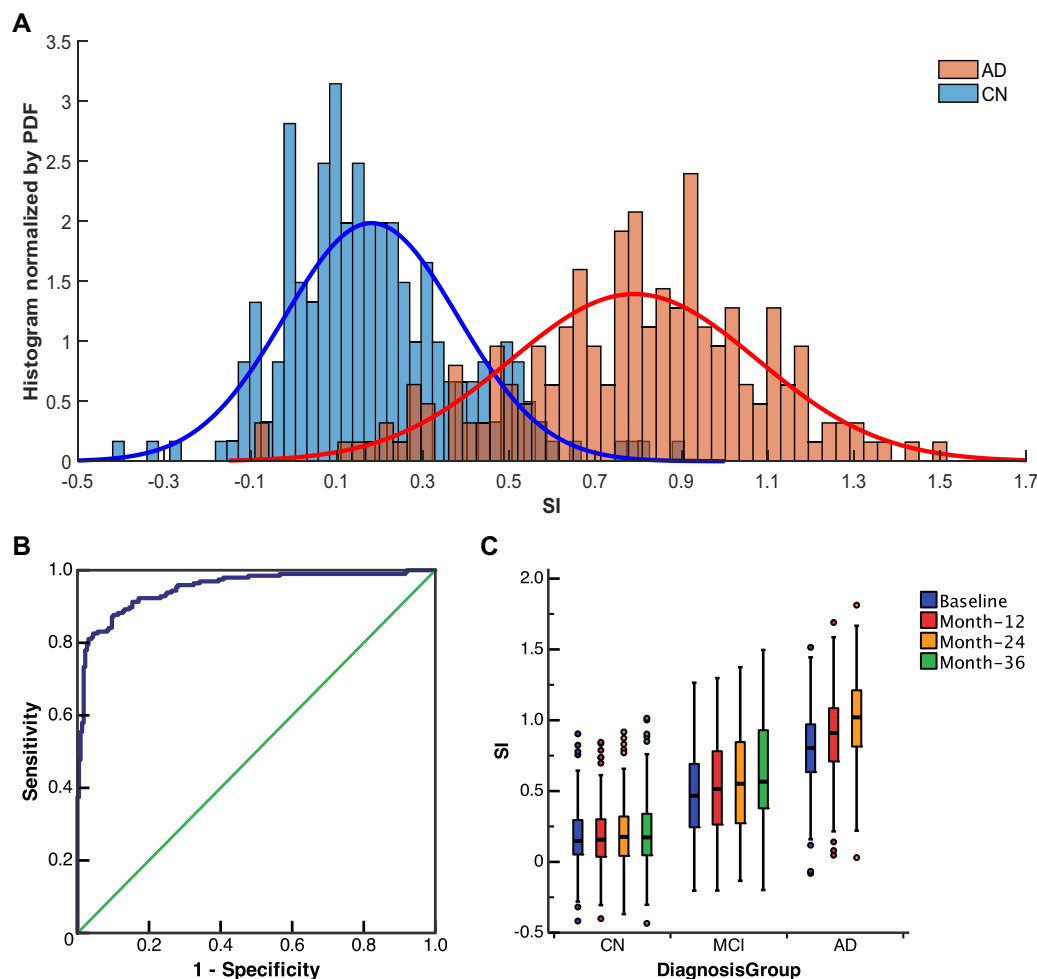 A
Histogram normalized by PDF
3.5
3
2.5
2
1.5
1
0.5
0
AD
CN
-0.5 -0.3 -0.1 0.1 0.3 0.5 0.7 0.9 1.1 1.3 1.5 1.7
SI
B
Sensitivity
1.0
0.8
0.6
0.4
0.2
0
0.2 0.4 0.6 0.8 1.0
1 - Specificity
C
SI
2.0
1.5
1.0
0.5
0
-0.5
Baseline
Month-12
Month-24
Month-36
CN MCI AD
DiagnosisGroup